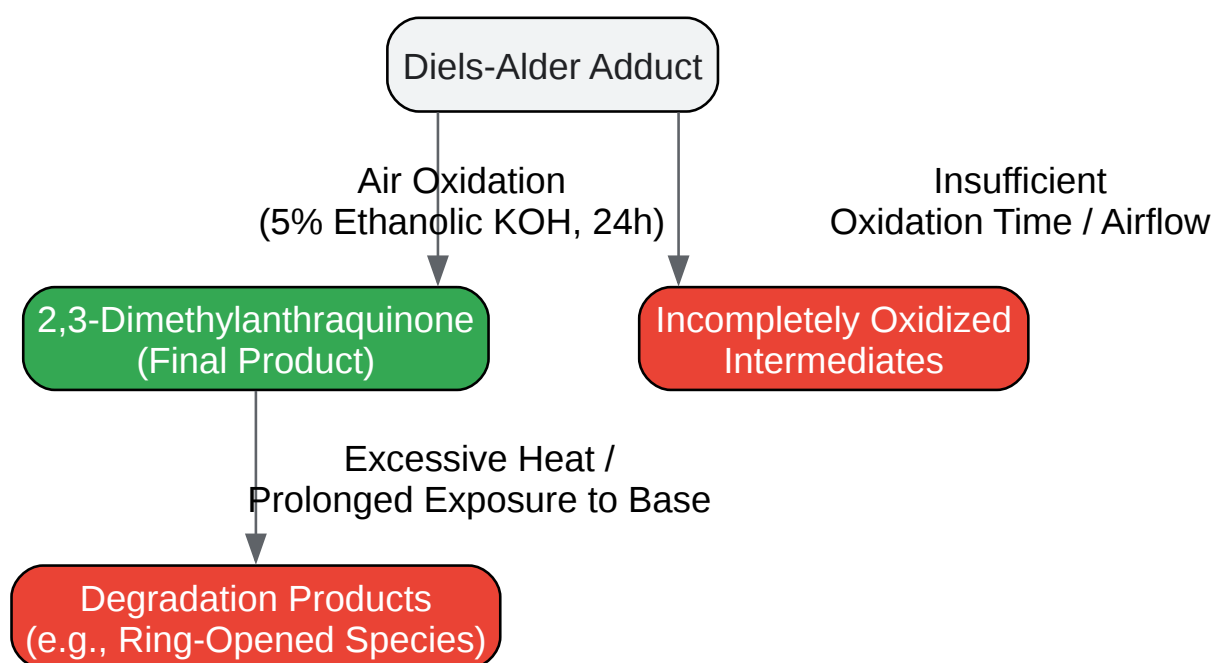 Diels-Alder Adduct
Air Oxidation
(5% Ethanolic KOH, 24h)
Insufficient
Oxidation Time / Airflow
2,3-Dimethylanthraquinone
(Final Product)
Incompletely Oxidized
Intermediates
Excessive Heat /
Prolonged Exposure to Base
Degradation Products
(e.g., Ring-Opened Species)